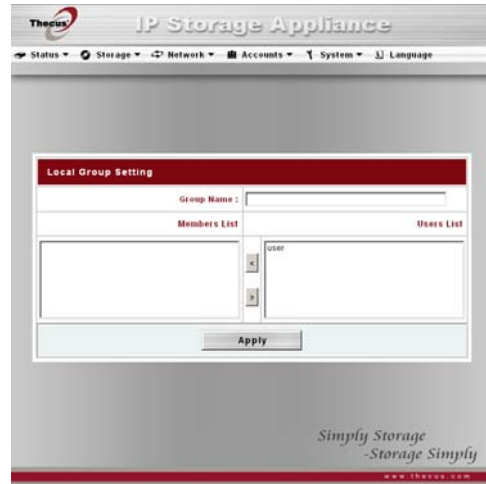 Thecus
IP Storage Appliance
Status Storage Network Accounts System Language
Local Group Setting
Group Name :
Members List Users List
user
<
>
Apply
Simply Storage
-Storage Simply
www.thecus.com